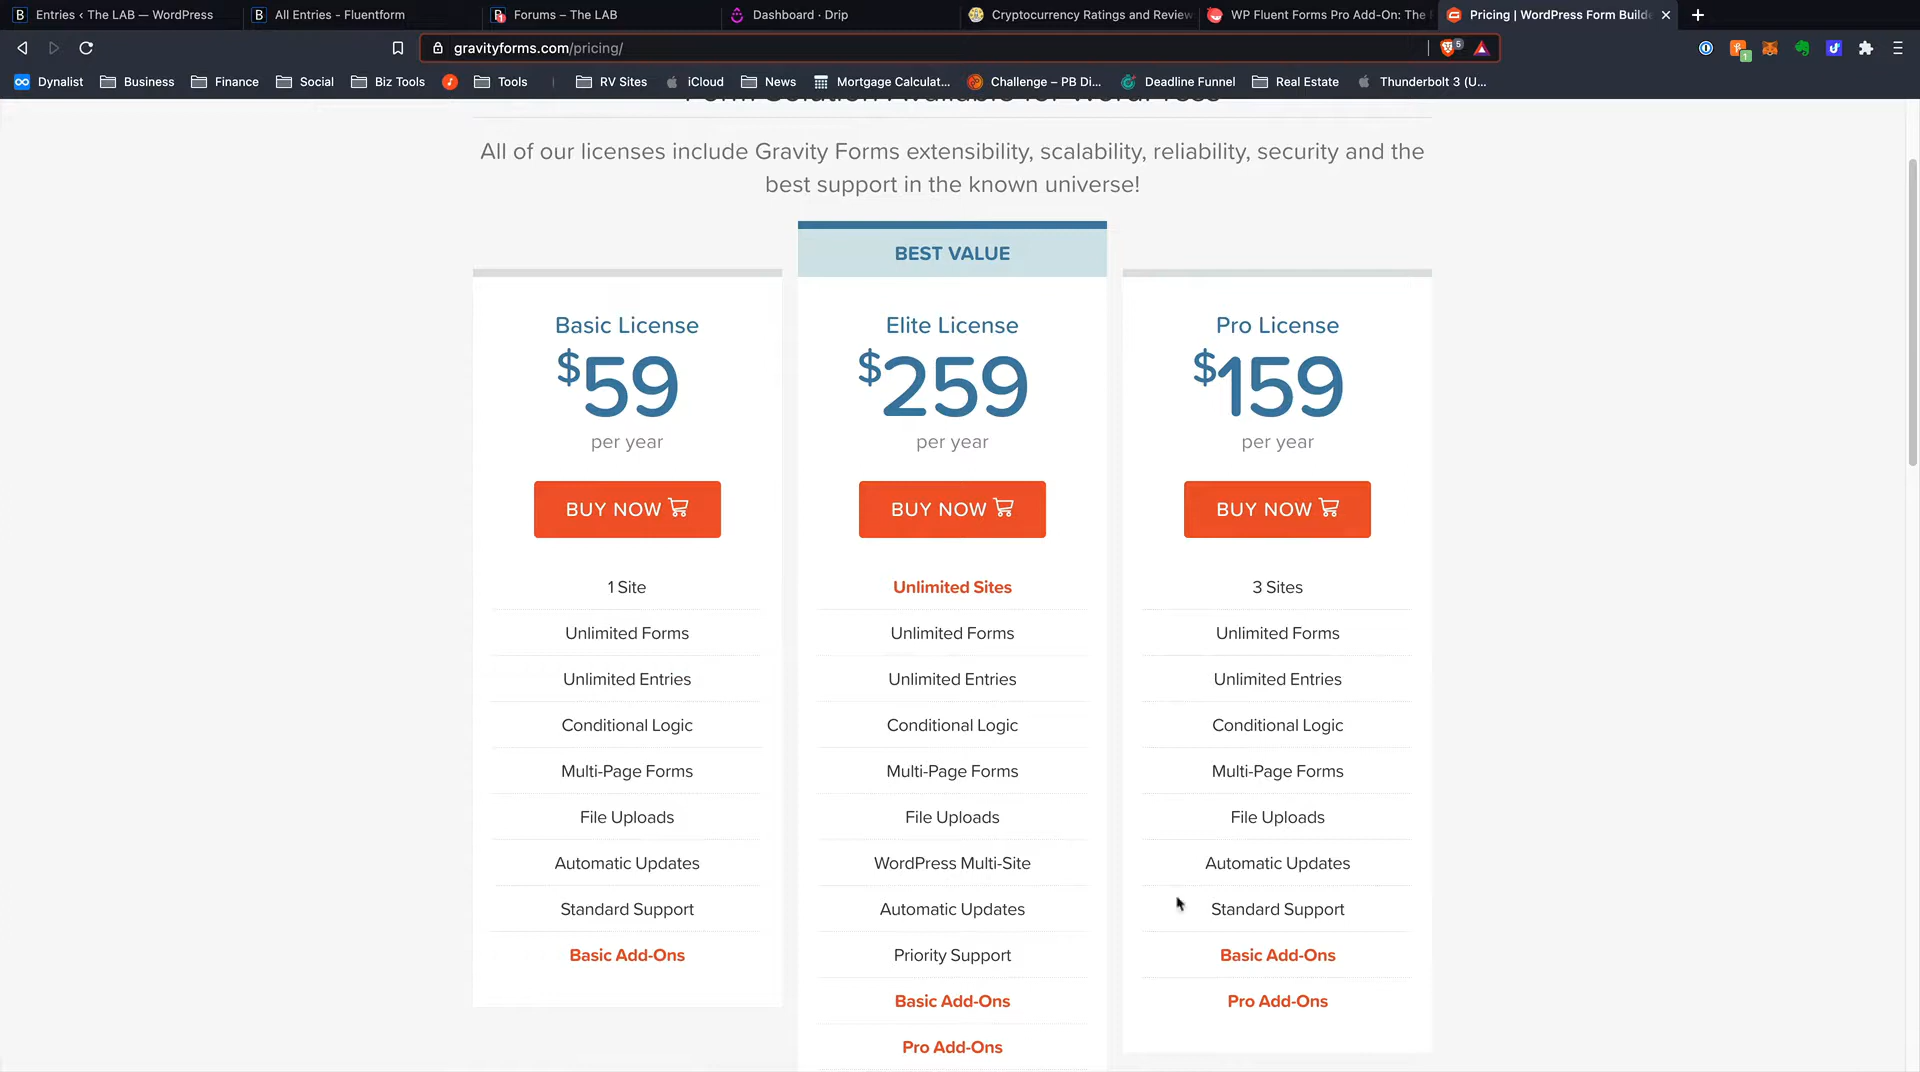 Entries ‹ The LAB — WordPress
All Entries - Fluentform
Forums – The LAB
Dashboard · Drip
Cryptocurrency Ratings and Review
WP Fluent Forms Pro Add-On: The
Pricing | WordPress Form Builde
gravityforms.com/pricing/
5
1
Dynalist
Business
Finance
Social
Biz Tools
Tools
RV Sites
iCloud
News
Mortgage Calculat...
Challenge – PB Di...
Deadline Funnel
Real Estate
Thunderbolt 3 (U...
Form Solution Available for WordPress
All of our licenses include Gravity Forms extensibility, scalability, reliability, security and the
best support in the known universe!
Basic License
$59
per year
BUY NOW
1 Site
Unlimited Forms
Unlimited Entries
Conditional Logic
Multi-Page Forms
File Uploads
Automatic Updates
Standard Support
Basic Add-Ons
BEST VALUE
Elite License
$259
per year
BUY NOW
Unlimited Sites
Unlimited Forms
Unlimited Entries
Conditional Logic
Multi-Page Forms
File Uploads
WordPress Multi-Site
Automatic Updates
Priority Support
Basic Add-Ons
Pro Add-Ons
Pro License
$159
per year
BUY NOW
3 Sites
Unlimited Forms
Unlimited Entries
Conditional Logic
Multi-Page Forms
File Uploads
Automatic Updates
Standard Support
Basic Add-Ons
Pro Add-Ons